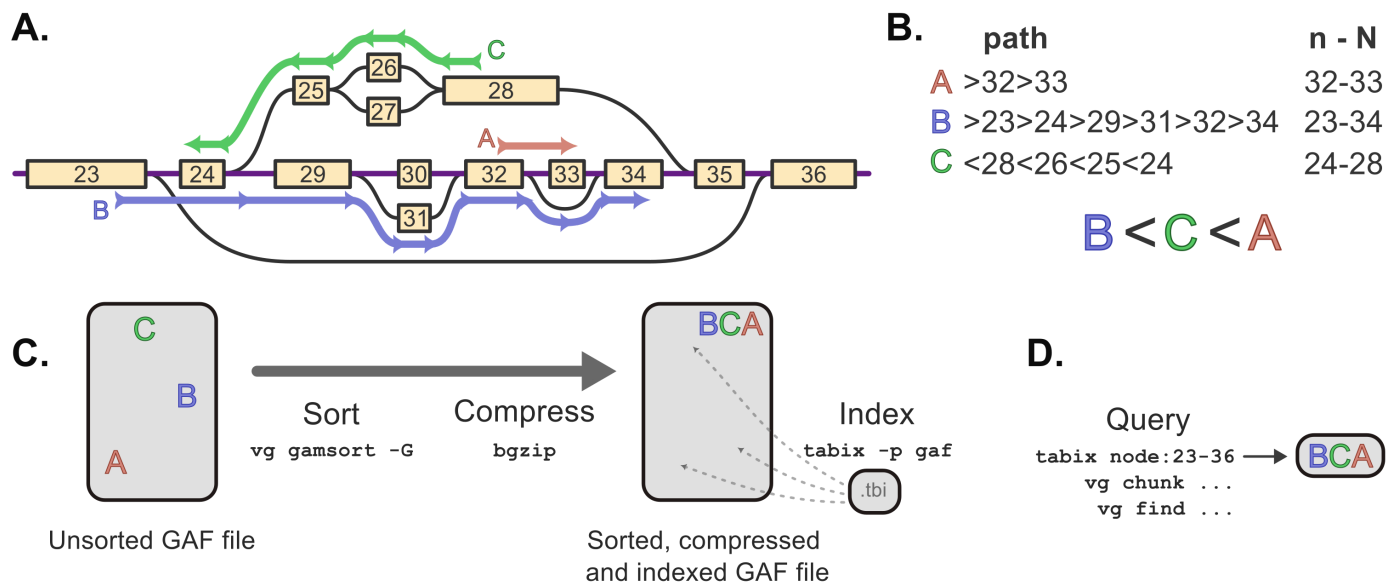 A.
C
26
25
28
27
A
23
24
29
30
32
33
34
35
36
B
31
B.
path n - N
A >32>33 32-33
B >23>24>29>31>32>34 23-34
C <28<26<25<24 24-28
B < C < A
C.
C
B
A
Unsorted GAF file
Sort
vg gamsort -G
Compress
bgzip
BCA
Sorted, compressed
and indexed GAF file
Index
tabix -p gaf
.tbi
D.
Query
tabix node:23-36
vg chunk ...
vg find ...
BCA